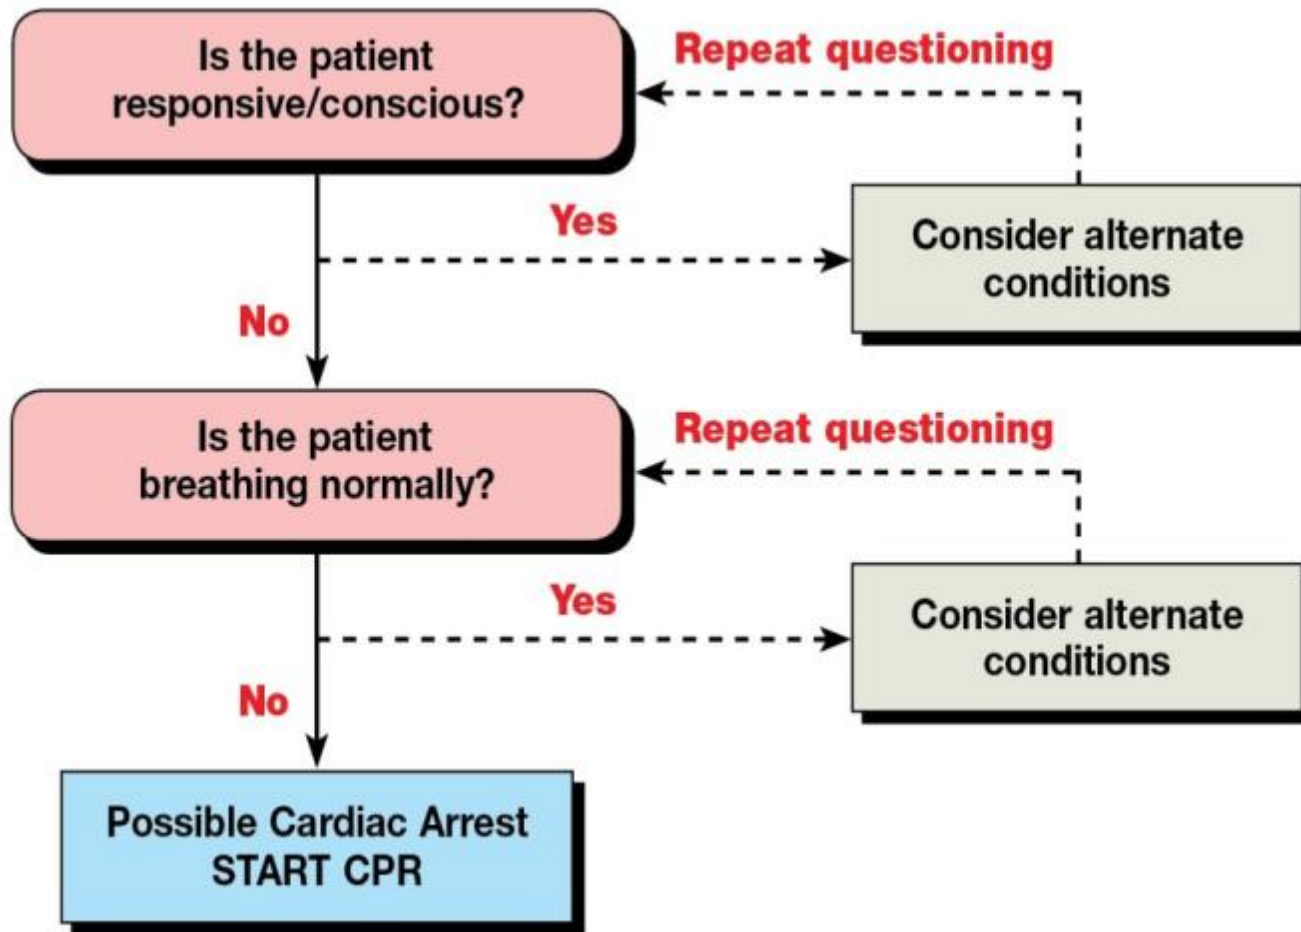 Is the patient
responsive/conscious?
Repeat questioning
Yes
Consider alternate
conditions
No
Is the patient
breathing normally?
Repeat questioning
Yes
Consider alternate
conditions
No
Possible Cardiac Arrest
START CPR